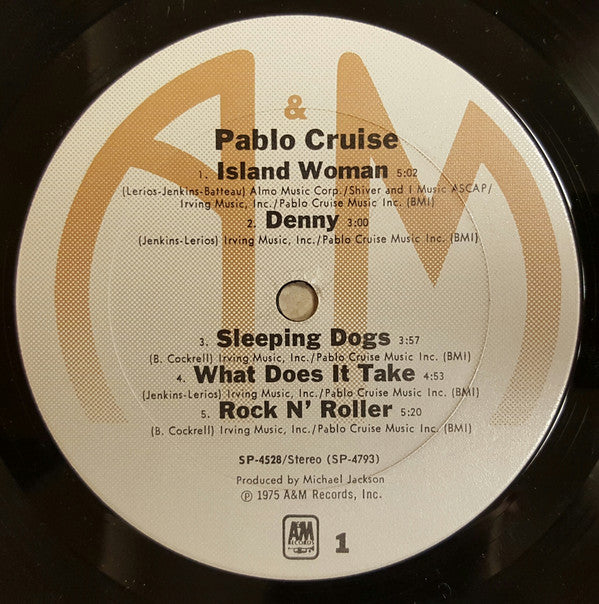 A&M
Pablo Cruise
1. Island Woman 5:02
(Lerios-Jenkins-Batteau) Almo Music Corp./Shiver and I Music ASCAP/
Irving Music, Inc./Pablo Cruise Music Inc. (BMI)
2. Denny 3:00
(Jenkins-Lerios) Irving Music, Inc./Pablo Cruise Music Inc. (BMI)
3. Sleeping Dogs 3:57
(B. Cockrell) Irving Music, Inc./Pablo Cruise Music Inc. (BMI)
4. What Does It Take 4:53
(Jenkins-Lerios) Irving Music, Inc./Pablo Cruise Music Inc. (BMI)
5. Rock N' Roller 5:20
(B. Cockrell) Irving Music, Inc./Pablo Cruise Music Inc. (BMI)
SP-4528/Stereo (SP-4793)
Produced by Michael Jackson
℗ 1975 A&M Records, Inc.
A&M
RECORDS
1